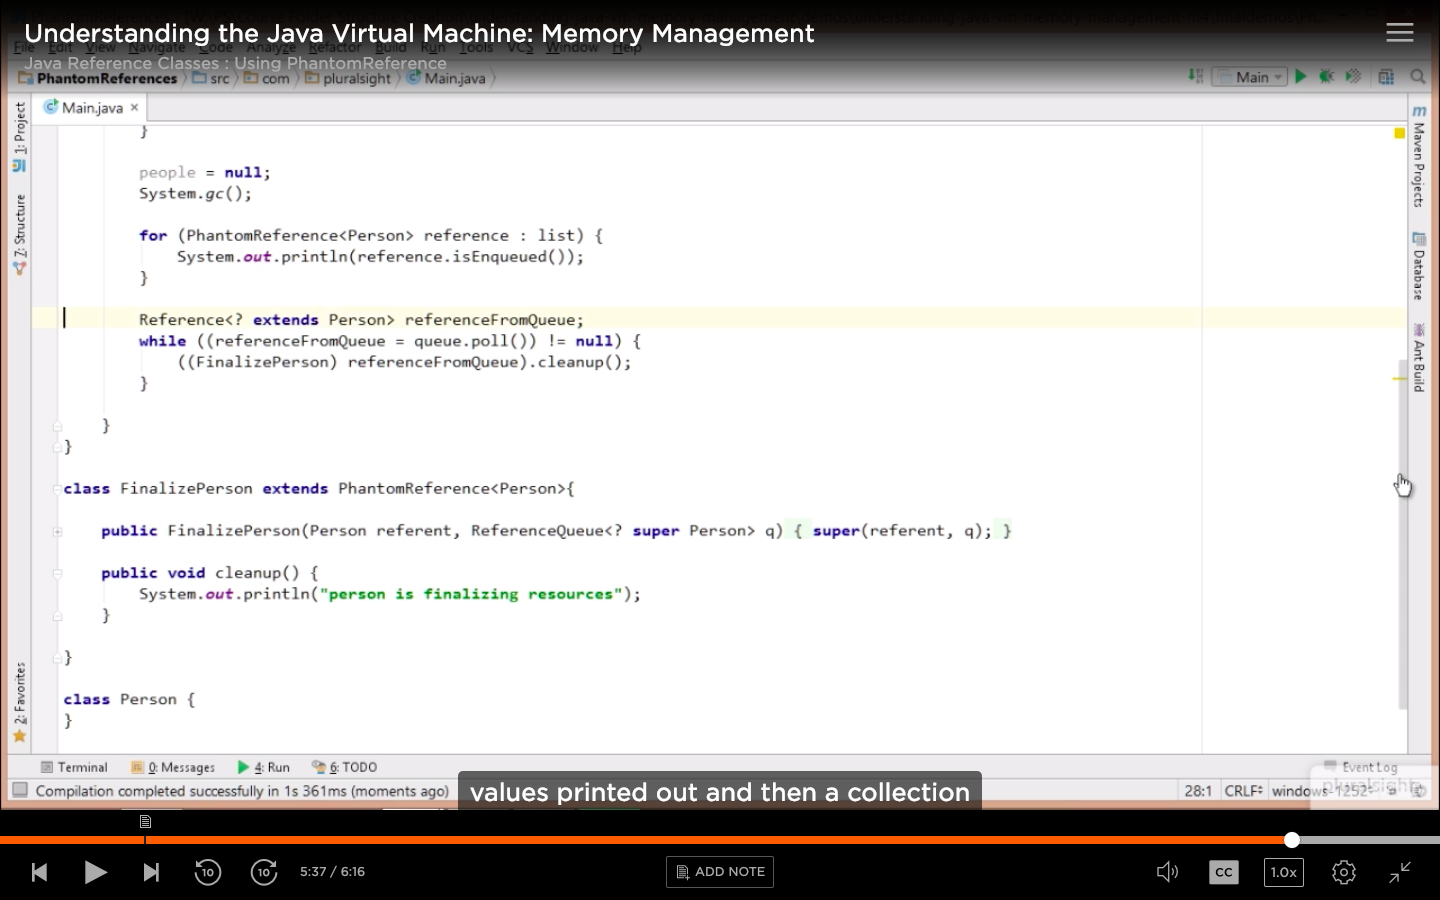 Understanding the Java Virtual Machine: Memory Management
File Edit View Navigate Code Analyze Refactor Build Run Tools VCS Window Help
Java Reference Classes : Using PhantomReference
PhantomReferences src com pluralsight Main.java
Main
Main.java ×
1: Project
7: Structure
2: Favorites
Maven Projects
Database
Ant Build
}
people = null;
System.gc();
for (PhantomReference<Person> reference : list) {
System.out.println(reference.isEnqueued());
}
Reference<? extends Person> referenceFromQueue;
while ((referenceFromQueue = queue.poll()) != null) {
((FinalizePerson) referenceFromQueue).cleanup();
}
}
}
class FinalizePerson extends PhantomReference<Person>{
public FinalizePerson(Person referent, ReferenceQueue<? super Person> q) { super(referent, q); }
public void cleanup() {
System.out.println("person is finalizing resources");
}
}
class Person {
}
Terminal 0: Messages 4: Run 6: TODO Event Log
Compilation completed successfully in 1s 361ms (moments ago)
28:1 CRLF windows-1252
pluralsight
values printed out and then a collection
10 10 5:37 / 6:16
ADD NOTE
CC 1.0x